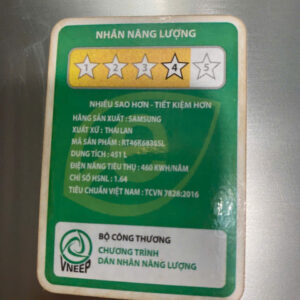 NHÃN NĂNG LƯỢNG
1 2 3 4 5
NHIỀU SAO HƠN - TIẾT KIỆM HƠN
HÃNG SẢN XUẤT : SAMSUNG
XUẤT XỨ : THÁI LAN
MÃ SẢN PHẨM : RT46K6836SL
DUNG TÍCH : 451 L
ĐIỆN NĂNG TIÊU THỤ : 460 KWH/NĂM
CHỈ SỐ HSNL : 1.64
TIÊU CHUẨN VIỆT NAM : TCVN 7828:2016
BỘ CÔNG THƯƠNG
CHƯƠNG TRÌNH
DÁN NHÃN NĂNG LƯỢNG
VNEEP